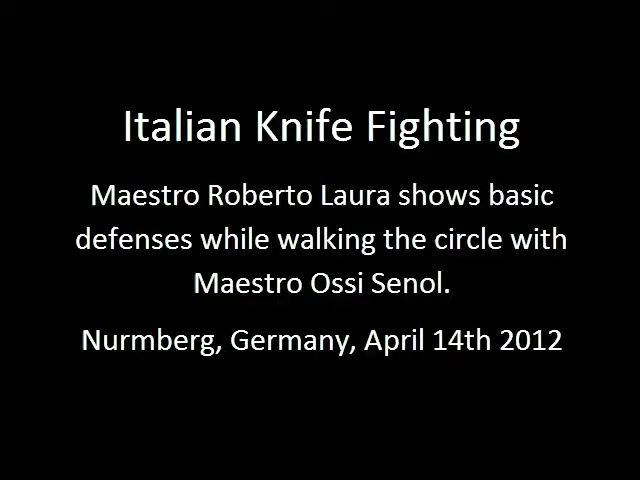 Italian Knife Fighting
Maestro Roberto Laura shows basic
defenses while walking the circle with
Maestro Ossi Senol.
Nurmberg, Germany, April 14th 2012